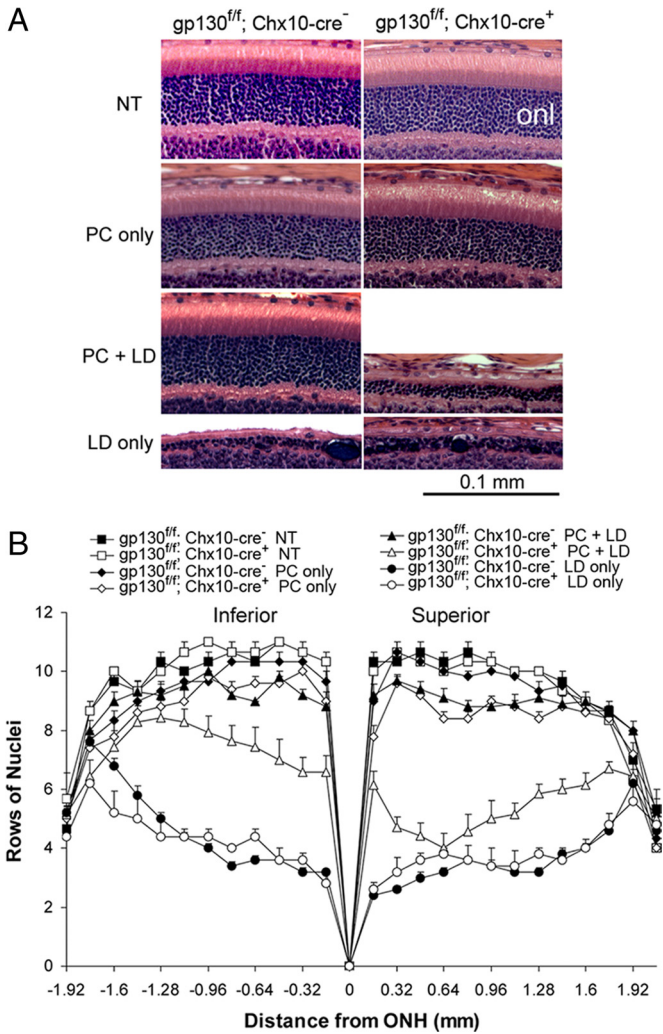 A
gp130f/f; Chx10-cre-
gp130f/f; Chx10-cre+
NT
onl
PC only
PC + LD
LD only
0.1 mm
B
gp130f/f; Chx10-cre- NT
gp130f/f; Chx10-cre+ NT
gp130f/f; Chx10-cre- PC only
gp130f/f; Chx10-cre+ PC only
gp130f/f; Chx10-cre- PC + LD
gp130f/f; Chx10-cre+ PC + LD
gp130f/f; Chx10-cre- LD only
gp130f/f; Chx10-cre+ LD only
Inferior
Superior
Rows of Nuclei
12
10
8
6
4
2
0
-1.92 -1.6 -1.28 -0.96 -0.64 -0.32 0 0.32 0.64 0.96 1.28 1.6 1.92
Distance from ONH (mm)